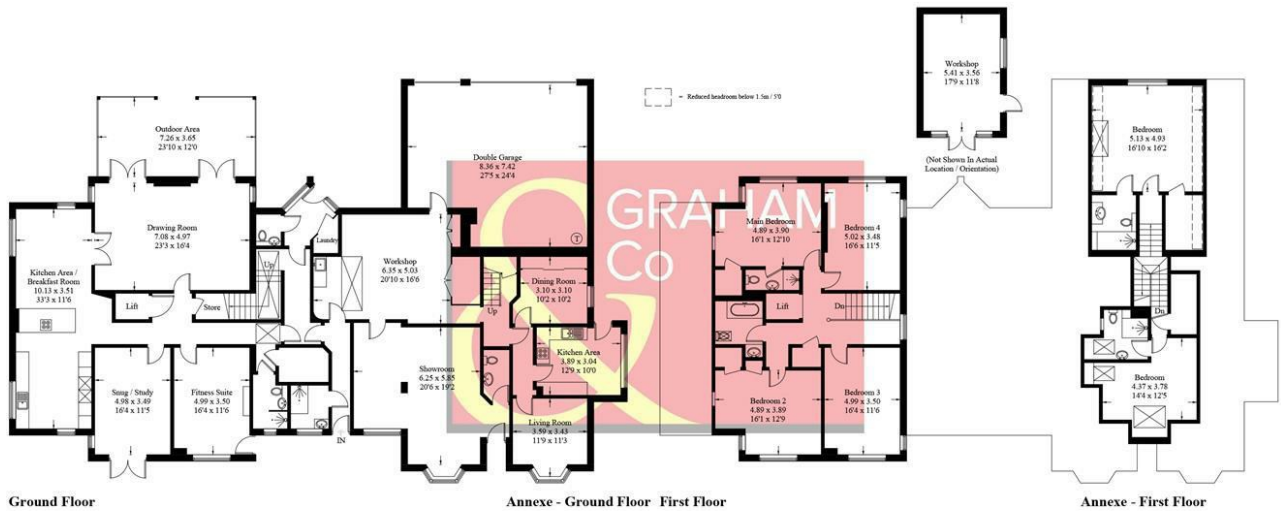 Outdoor Area
7.26 x 3.65
23'10 x 12'0
Drawing Room
7.08 x 4.97
23'3 x 16'4
Kitchen Area /
Breakfast Room
10.13 x 3.51
33'3 x 11'6
Lift
Store
Up
Laundry
Snug / Study
4.98 x 3.49
16'4 x 11'5
Fitness Suite
4.99 x 3.50
16'4 x 11'6
IN
Workshop
6.35 x 5.03
20'10 x 16'6
Double Garage
8.36 x 7.42
27'5 x 24'4
T
Showroom
6.25 x 5.85
20'6 x 19'2
Up
Dining Room
3.10 x 3.10
10'2 x 10'2
Kitchen Area
3.89 x 3.04
12'9 x 10'0
Living Room
3.59 x 3.43
11'9 x 11'3
= Reduced headroom below 1.5m / 5'0
GRAHAM
&
Co
Main Bedroom
4.89 x 3.90
16'1 x 12'10
Bedroom 4
5.02 x 3.48
16'6 x 11'5
Lift
Dn
Bedroom 2
4.89 x 3.89
16'1 x 12'9
Bedroom 3
4.99 x 3.50
16'4 x 11'6
Workshop
5.41 x 3.56
17'9 x 11'8
(Not Shown In Actual
Location / Orientation)
Bedroom
5.13 x 4.93
16'10 x 16'2
Dn
Bedroom
4.37 x 3.78
14'4 x 12'5
Ground Floor
Annexe - Ground Floor
First Floor
Annexe - First Floor